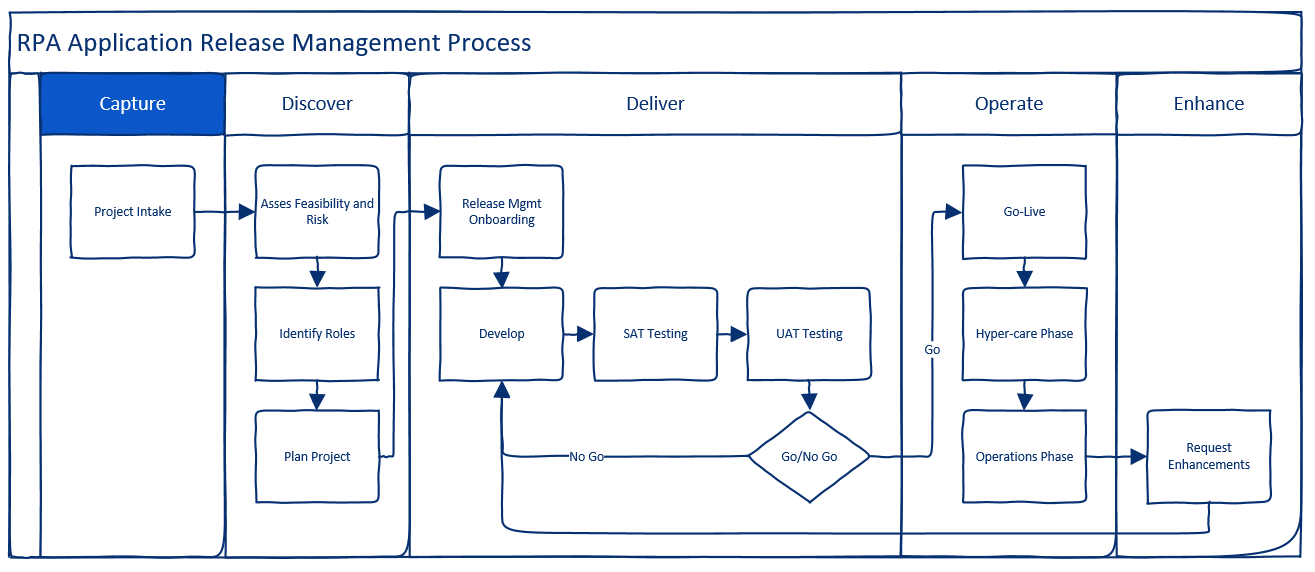 RPA Application Release Management Process
Capture
Discover
Deliver
Operate
Enhance
Project Intake
Asses Feasibility and
Risk
Identify Roles
Plan Project
Release Mgmt
Onboarding
Develop
SAT Testing
UAT Testing
Go/No Go
No Go
Go
Go-Live
Hyper-care Phase
Operations Phase
Request
Enhancements